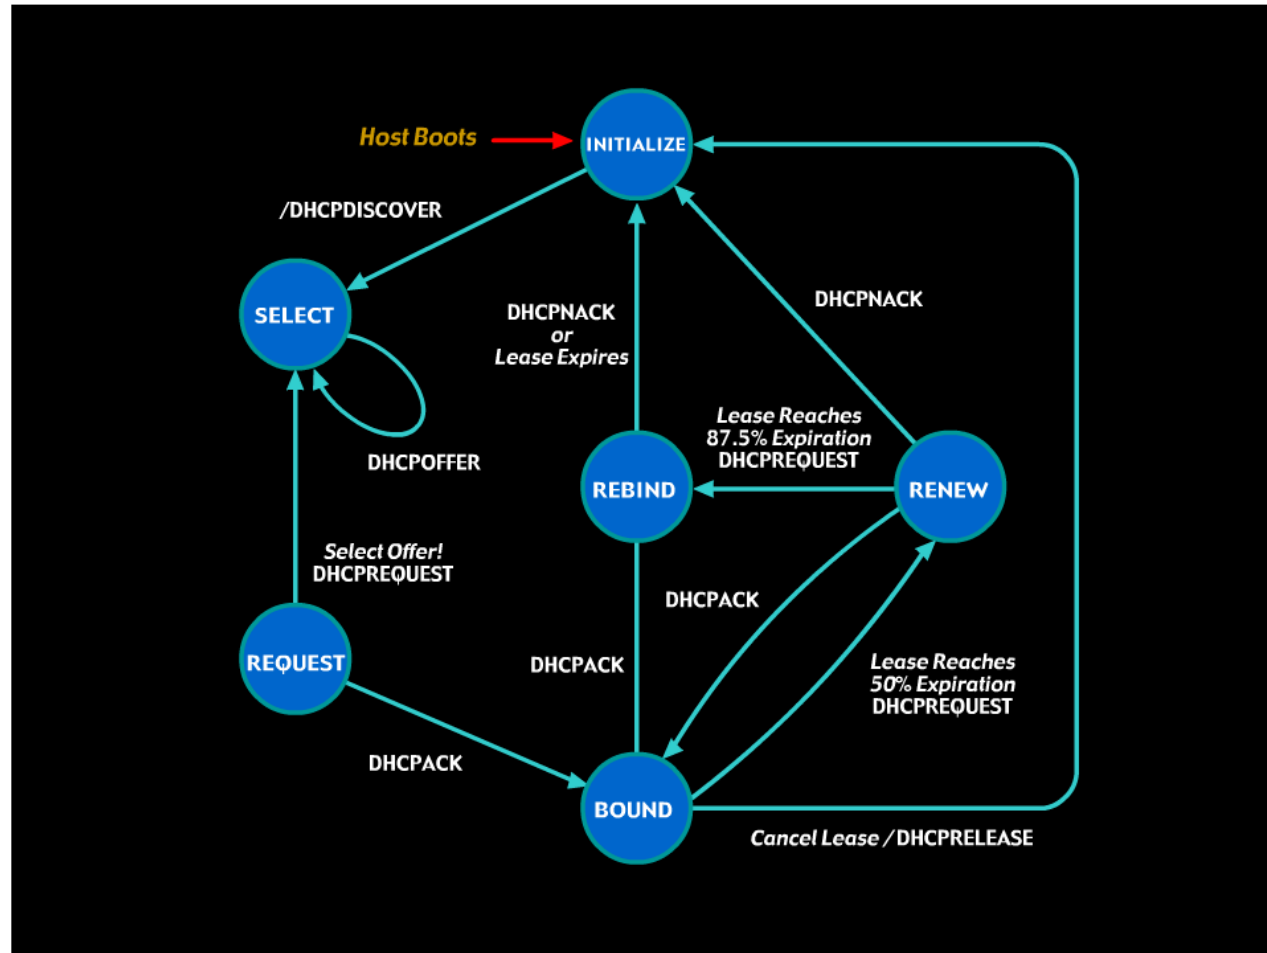 Host Boots
INITIALIZE
/DHCPDISCOVER
SELECT
DHCPOFFER
DHCPNACK
or
Lease Expires
DHCPNACK
Lease Reaches
87.5% Expiration
DHCPREQUEST
REBIND
RENEW
Select Offer!
DHCPREQUEST
REQUEST
DHCPACK
DHCPACK
DHCPACK
Lease Reaches
50% Expiration
DHCPREQUEST
BOUND
Cancel Lease / DHCPRELEASE